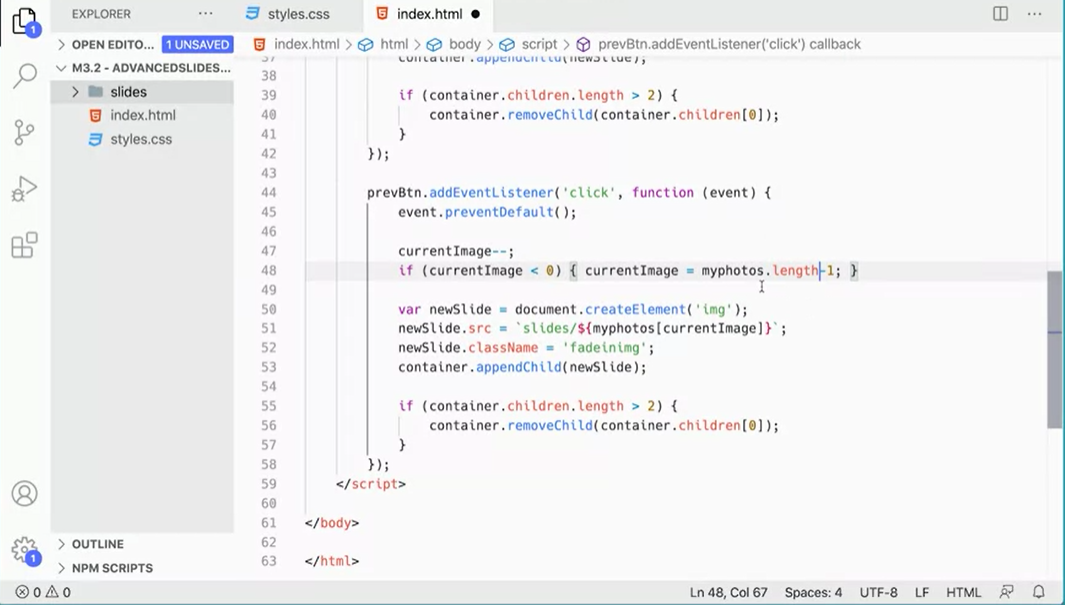 EXPLORER ···
styles.css
index.html ●
1
OPEN EDITO... 1 UNSAVED
index.html > html > body > script > prevBtn.addEventListener('click') callback
M3.2 - ADVANCEDSLIDES...
slides
index.html
styles.css
37 container.appendChild(newSlide);
38
39 if (container.children.length > 2) {
40 container.removeChild(container.children[0]);
41 }
42 });
43
44 prevBtn.addEventListener('click', function (event) {
45 event.preventDefault();
46
47 currentImage--;
48 if (currentImage < 0) { currentImage = myphotos.length-1; }
49
50 var newSlide = document.createElement('img');
51 newSlide.src = `slides/${myphotos[currentImage]}`;
52 newSlide.className = 'fadeinimg';
53 container.appendChild(newSlide);
54
55 if (container.children.length > 2) {
56 container.removeChild(container.children[0]);
57 }
58 });
59 </script>
60
61 </body>
62
63 </html>
OUTLINE
NPM SCRIPTS
1
0 0
Ln 48, Col 67 Spaces: 4 UTF-8 LF HTML